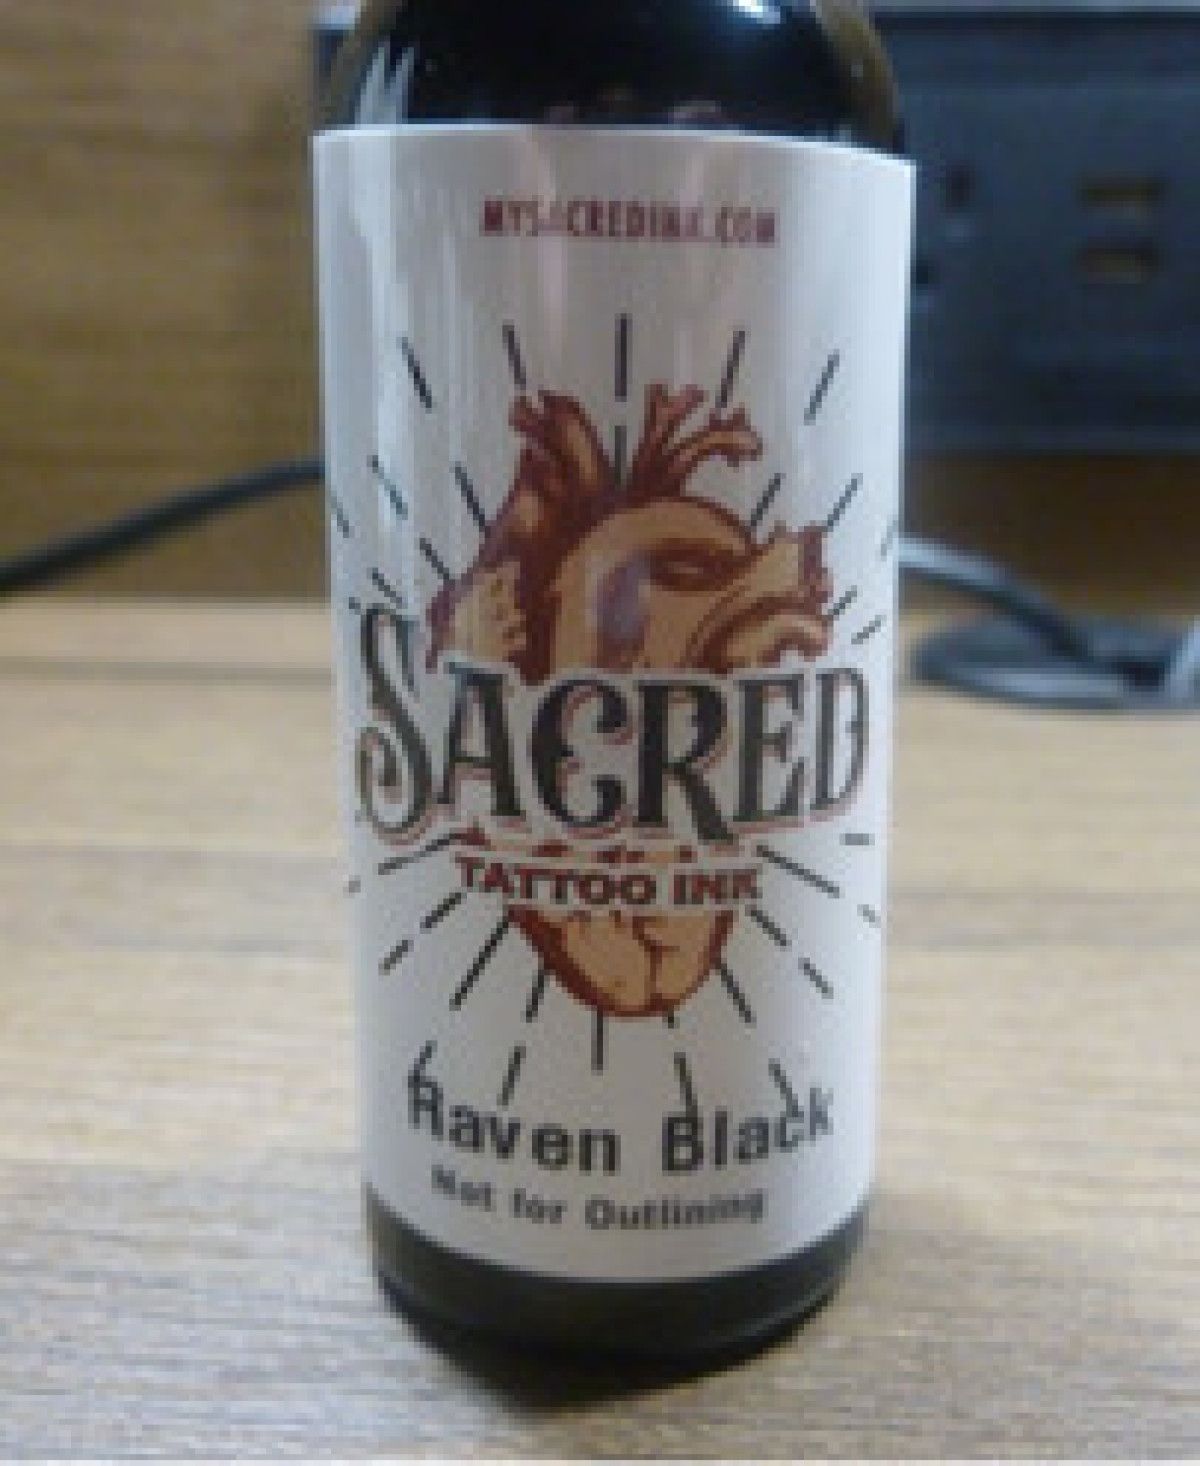 MYSACREDINK.COM
SACRED
TATTOO INK
Raven Black
Not for Outlining